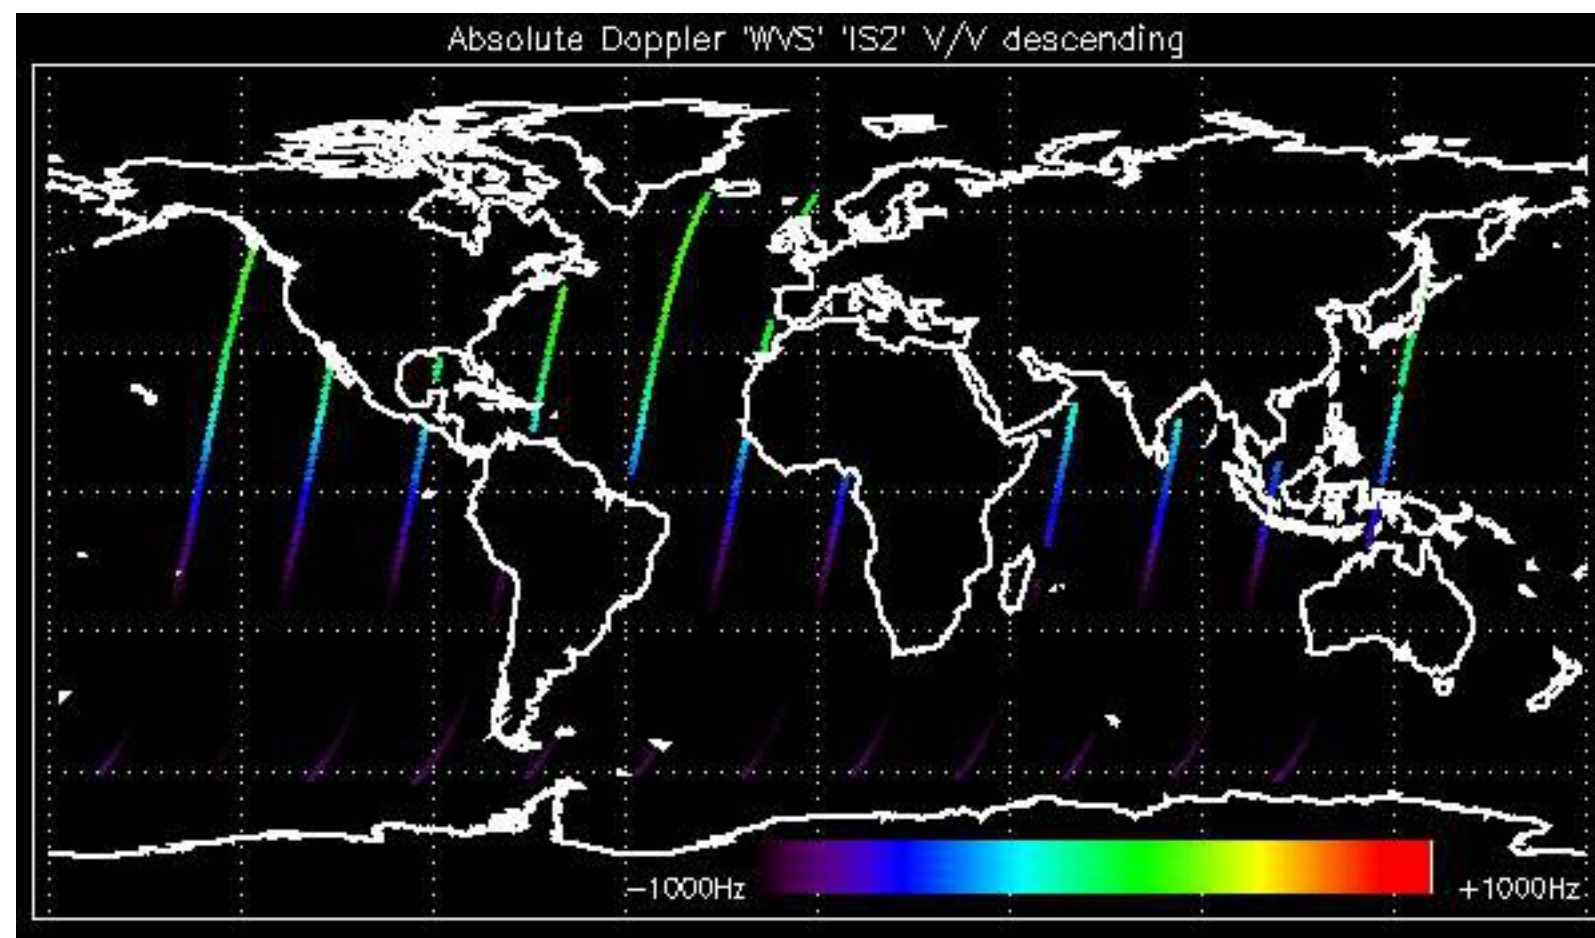 Absolute Doppler 'WVS' 'IS2' V/V descending
−1000Hz
+1000Hz